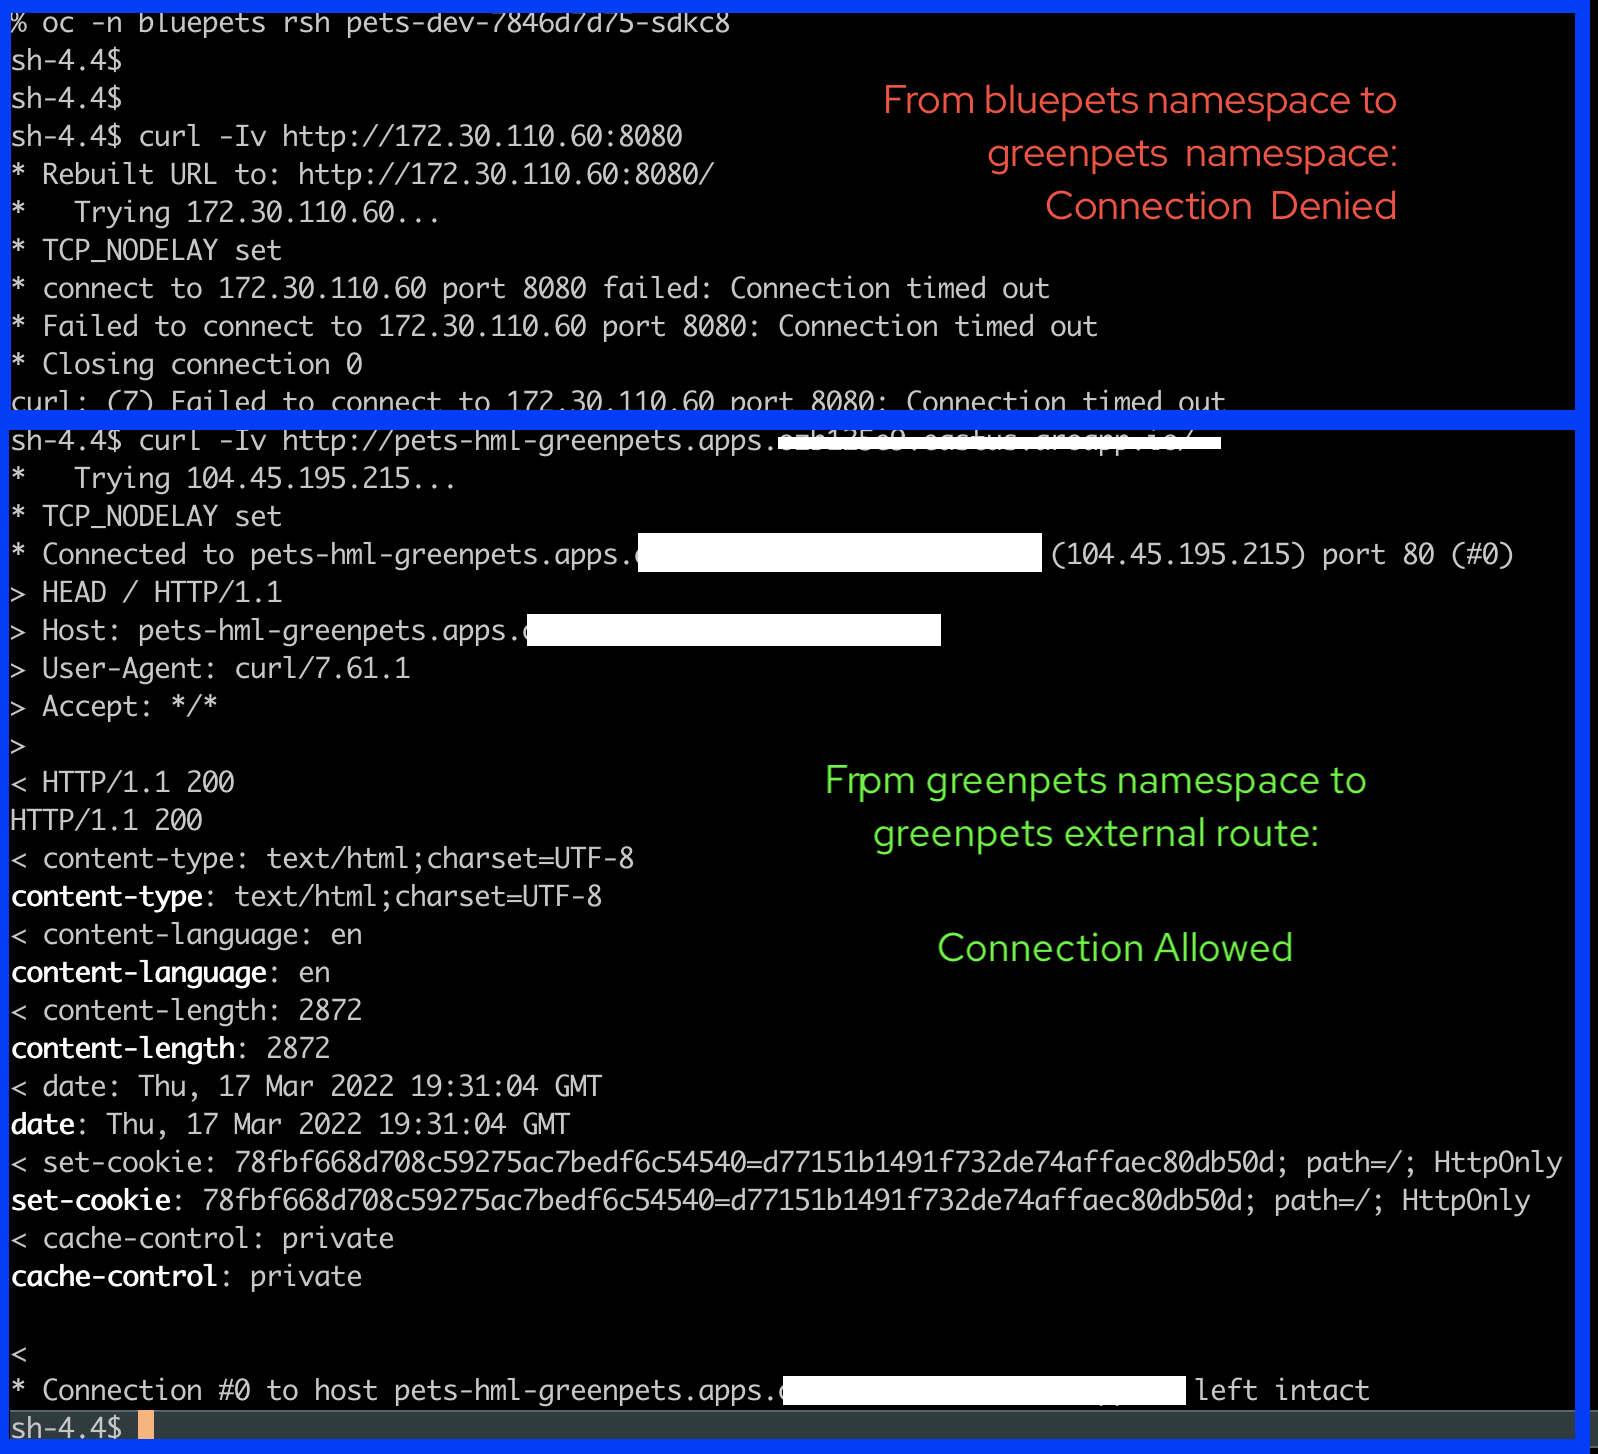 % oc -n bluepets rsh pets-dev-7846d7d75-sdkc8
sh-4.4$
sh-4.4$
From bluepets namespace to
sh-4.4$ curl -Iv http://172.30.110.60:8080
greenpets namespace:
* Rebuilt URL to: http://172.30.110.60:8080/
Connection Denied
*   Trying 172.30.110.60...
* TCP_NODELAY set
* connect to 172.30.110.60 port 8080 failed: Connection timed out
* Failed to connect to 172.30.110.60 port 8080: Connection timed out
* Closing connection 0
curl: (7) Failed to connect to 172.30.110.60 port 8080: Connection timed out
sh-4.4$ curl -Iv http://pets-hml-greenpets.apps.
*   Trying 104.45.195.215...
* TCP_NODELAY set
* Connected to pets-hml-greenpets.apps. (104.45.195.215) port 80 (#0)
> HEAD / HTTP/1.1
> Host: pets-hml-greenpets.apps.
> User-Agent: curl/7.61.1
> Accept: */*
>
< HTTP/1.1 200
Frpm greenpets namespace to
HTTP/1.1 200
greenpets external route:
< content-type: text/html;charset=UTF-8
content-type: text/html;charset=UTF-8
< content-language: en
Connection Allowed
content-language: en
< content-length: 2872
content-length: 2872
< date: Thu, 17 Mar 2022 19:31:04 GMT
date: Thu, 17 Mar 2022 19:31:04 GMT
< set-cookie: 78fbf668d708c59275ac7bedf6c54540=d77151b1491f732de74affaec80db50d; path=/; HttpOnly
set-cookie: 78fbf668d708c59275ac7bedf6c54540=d77151b1491f732de74affaec80db50d; path=/; HttpOnly
< cache-control: private
cache-control: private
<
* Connection #0 to host pets-hml-greenpets.apps. left intact
sh-4.4$